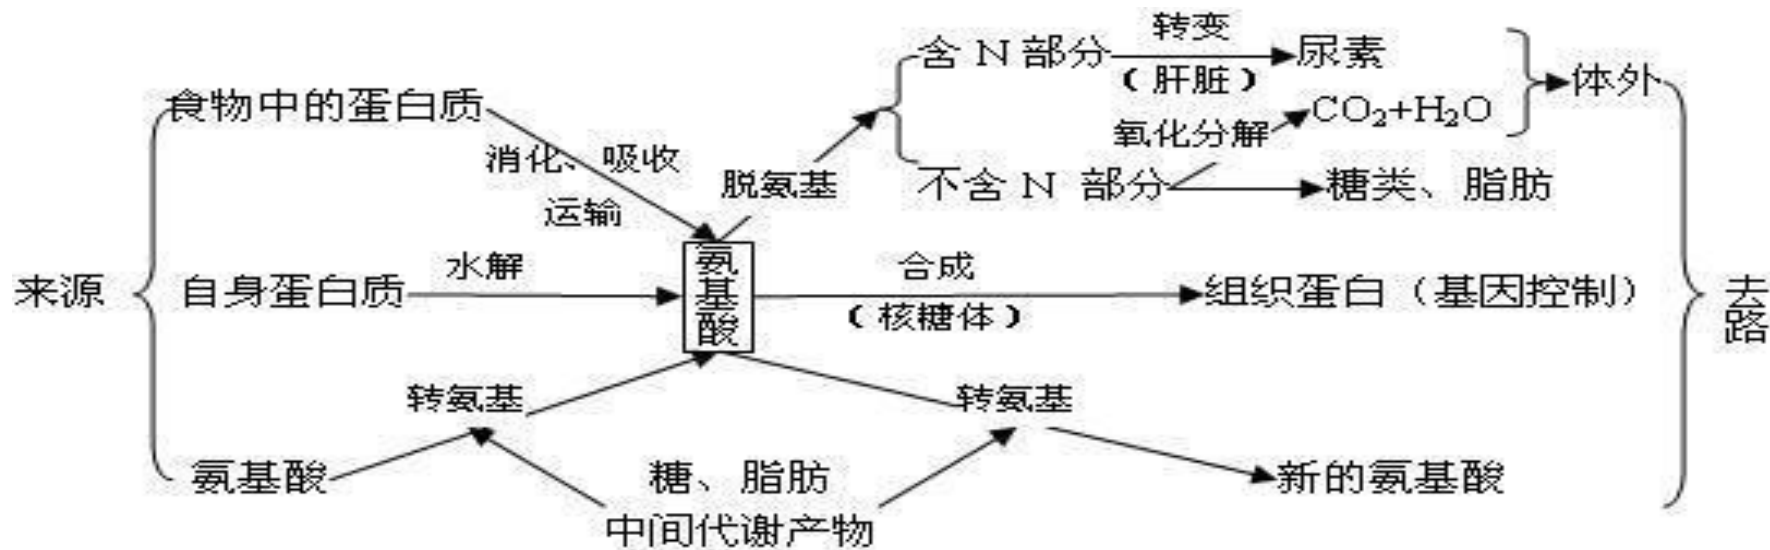 含 N 部分
转变
(肝脏)
尿素
体外
食物中的蛋白质
CO₂+H₂O
氧化分解
消化、吸收
运输
脱氨基
不含 N 部分
糖类、脂肪
来源
自身蛋白质
水解
氨基酸
合成
(核糖体)
组织蛋白(基因控制)
去路
转氨基
转氨基
氨基酸
糖、脂肪
中间代谢产物
新的氨基酸